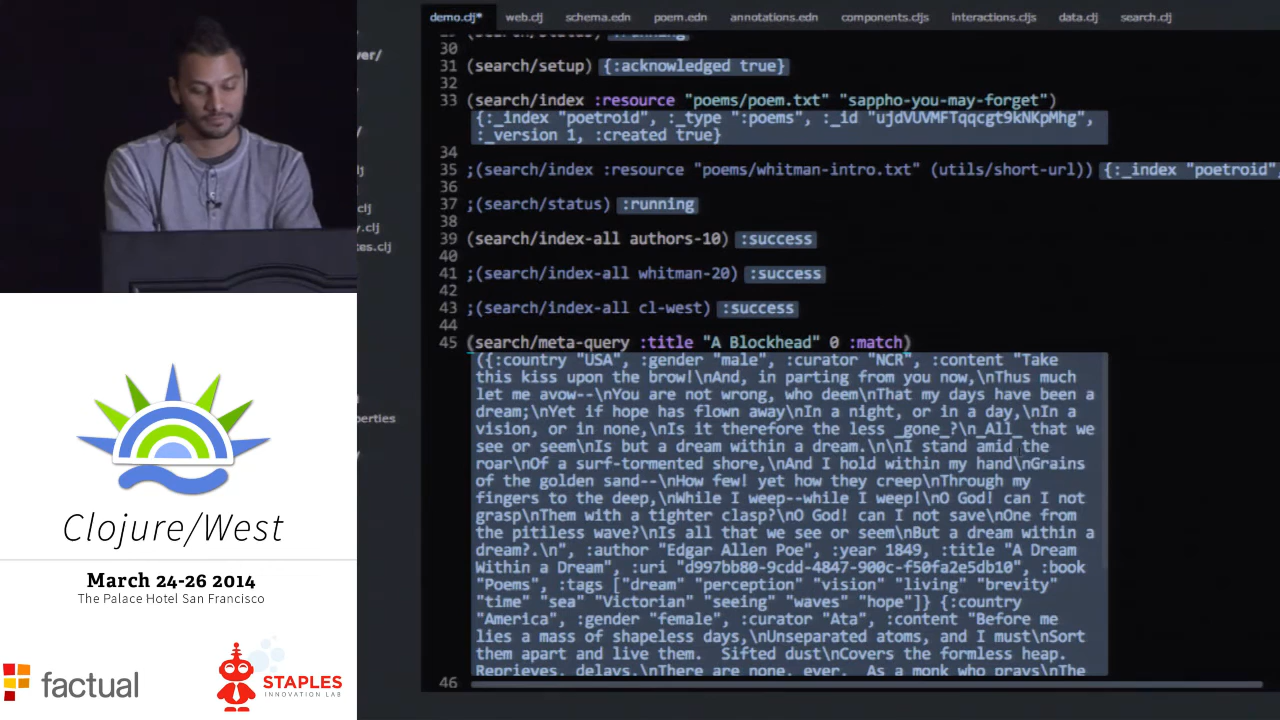 demo.clj* web.clj schema.edn poem.edn annotations.edn components.cljs interactions.cljs data.clj search.clj
30
31 (search/setup) {:acknowledged true}
32
33 (search/index :resource "poems/poem.txt" "sappho-you-may-forget")
{:_index "poetroid", :_type ":poems", :_id "ujdVUVMFTqqcgt9kNKpMhg",
:_version 1, :created true}
34
35 ;(search/index :resource "poems/whitman-intro.txt" (utils/short-url)) {:_index "poetroid",
36
37 ;(search/status) :running
38
39 (search/index-all authors-10) :success
40
41 ;(search/index-all whitman-20) :success
42
43 ;(search/index-all cl-west) :success
44
45 (search/meta-query :title "A Blockhead" 0 :match)
({:country "USA", :gender "male", :curator "NCR", :content "Take
this kiss upon the brow!\nAnd, in parting from you now,\nThus much
let me avow--\nYou are not wrong, who deem\nThat my days have been a
dream;\nYet if hope has flown away\nIn a night, or in a day,\nIn a
vision, or in none,\nIs it therefore the less _gone_?\n_All_ that we
see or seem\nIs but a dream within a dream.\n\nI stand amid the
roar\nOf a surf-tormented shore,\nAnd I hold within my hand\nGrains
of the golden sand--\nHow few! yet how they creep\nThrough my
fingers to the deep,\nWhile I weep--while I weep!\nO God! can I not
grasp\nThem with a tighter clasp?\nO God! can I not save\nOne from
the pitiless wave?\nIs all that we see or seem\nBut a dream within a
dream?.\n", :author "Edgar Allen Poe", :year 1849, :title "A Dream
Within a Dream", :uri "d997bb80-9cdd-4847-900c-f50fa2e5db10", :book
"Poems", :tags ["dream" "perception" "vision" "living" "brevity"
"time" "sea" "Victorian" "seeing" "waves" "hope"]} {:country
"America", :gender "female", :curator "Ata", :content "Before me
lies a mass of shapeless days,\nUnseparated atoms, and I must\nSort
them apart and live them.  Sifted dust\nCovers the formless heap.
Reprieves, delays,\nThere are none, ever.  As a monk who prays\nThe
46
Clojure/West
March 24-26 2014
The Palace Hotel San Francisco
factual
STAPLES
INNOVATION LAB